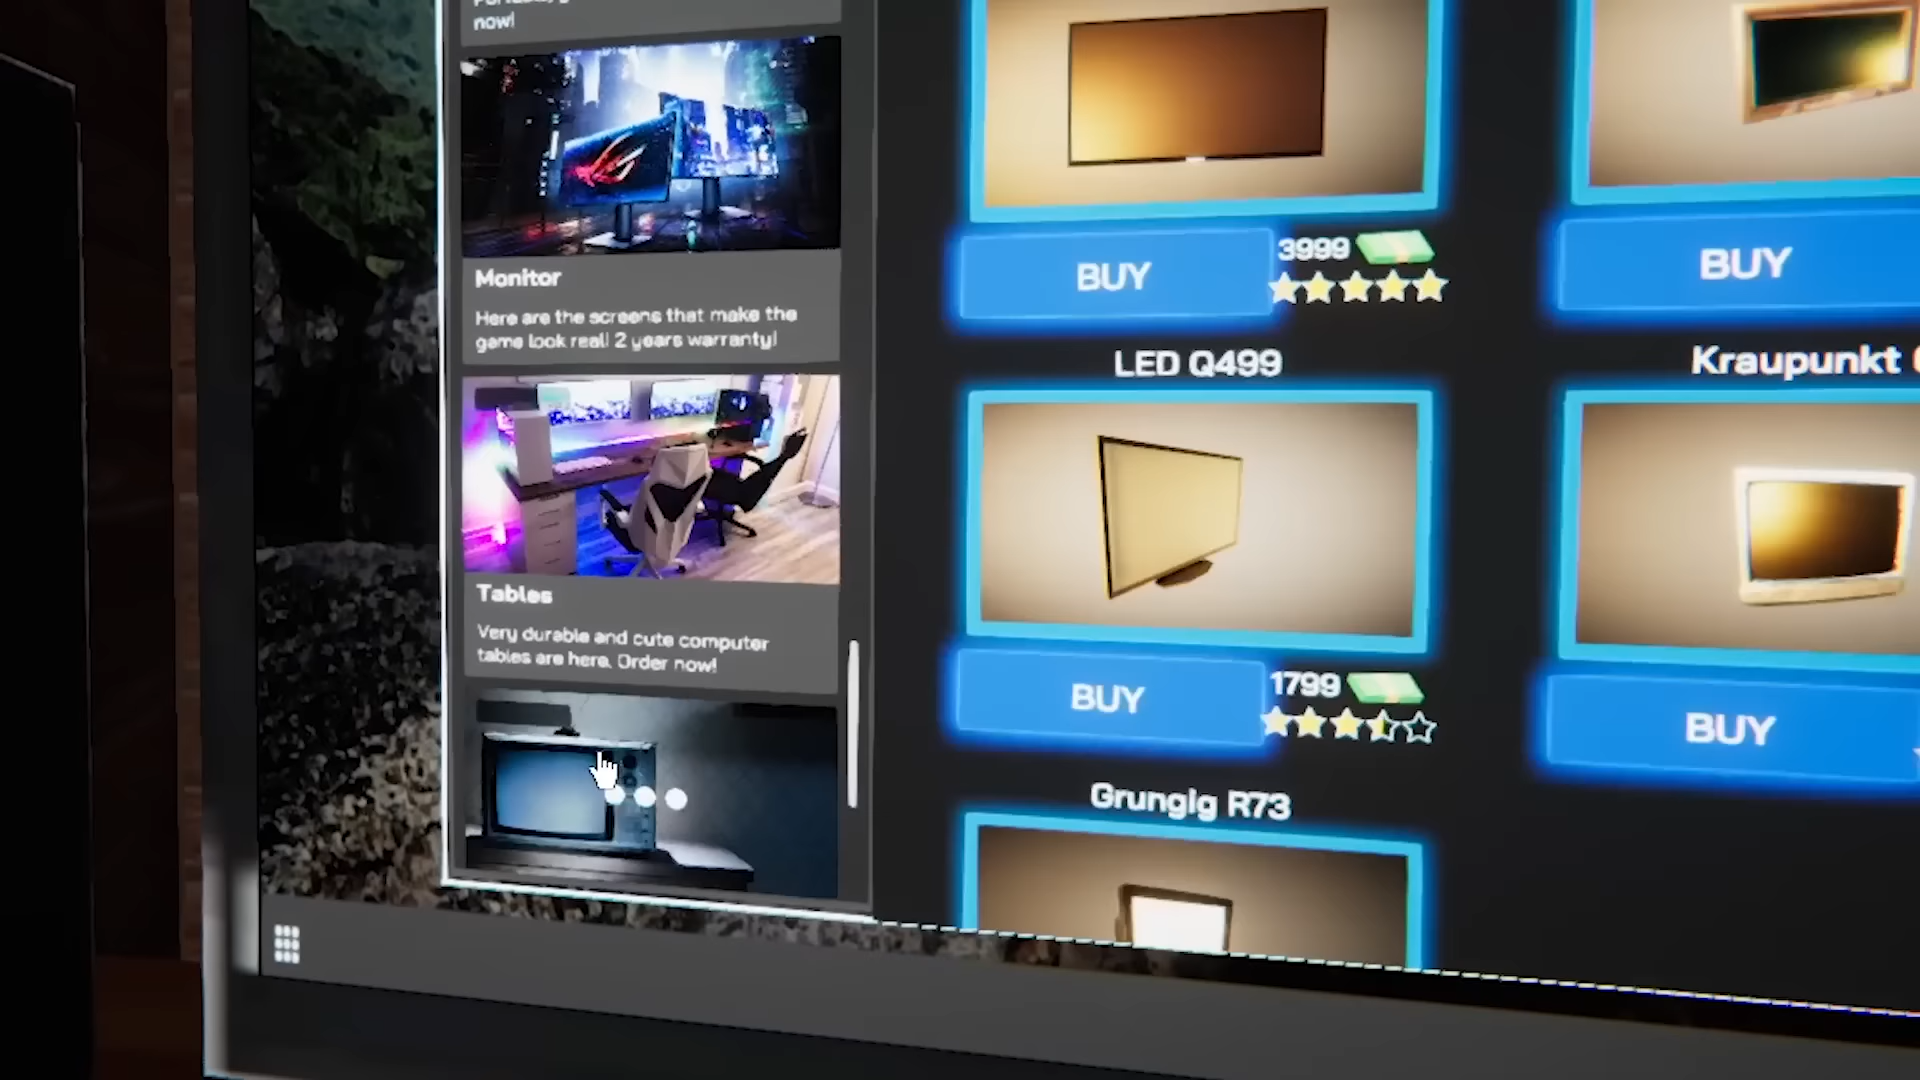 now!
Monitor
Here are the screens that make the
game look real! 2 years warranty!
Tables
Very durable and cute computer
tables are here. Order now!
BUY
3999
BUY
LED Q499
Kraupunkt
BUY
1799
BUY
Grungig R73